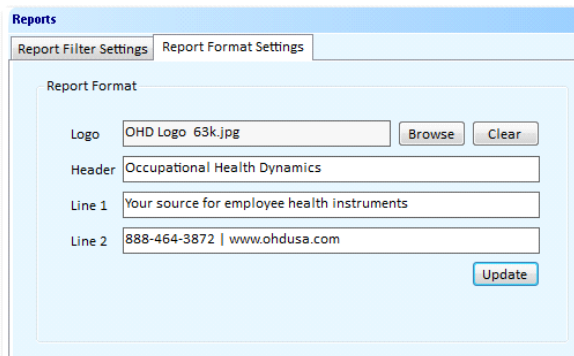 Reports
Report Filter Settings Report Format Settings
Report Format
Logo OHD Logo 63k.jpg Browse Clear
Header Occupational Health Dynamics
Line 1 Your source for employee health instruments
Line 2 888-464-3872 | www.ohdusa.com
Update